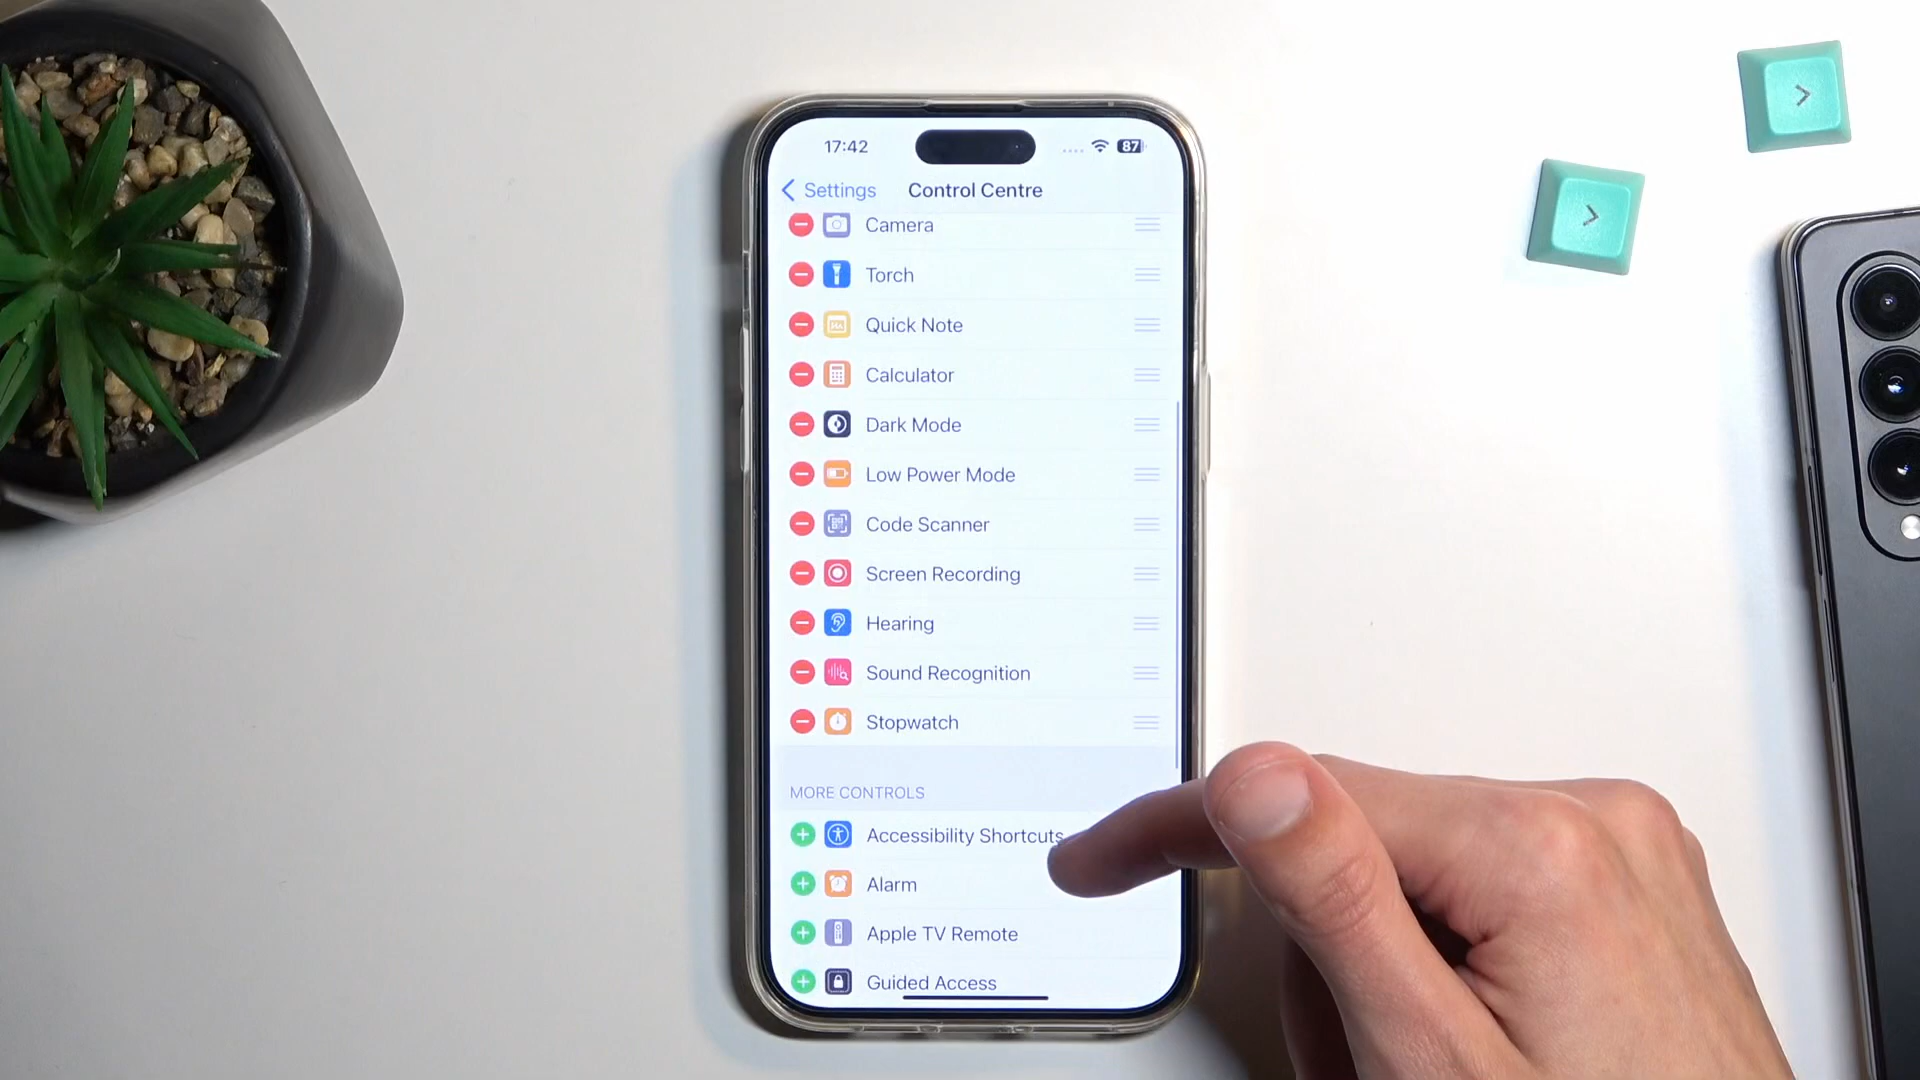 17:42 87
Settings Control Centre
Camera
Torch
Quick Note
Calculator
Dark Mode
Low Power Mode
Code Scanner
Screen Recording
Hearing
Sound Recognition
Stopwatch
MORE CONTROLS
Accessibility Shortcuts
Alarm
Apple TV Remote
Guided Access
>
>